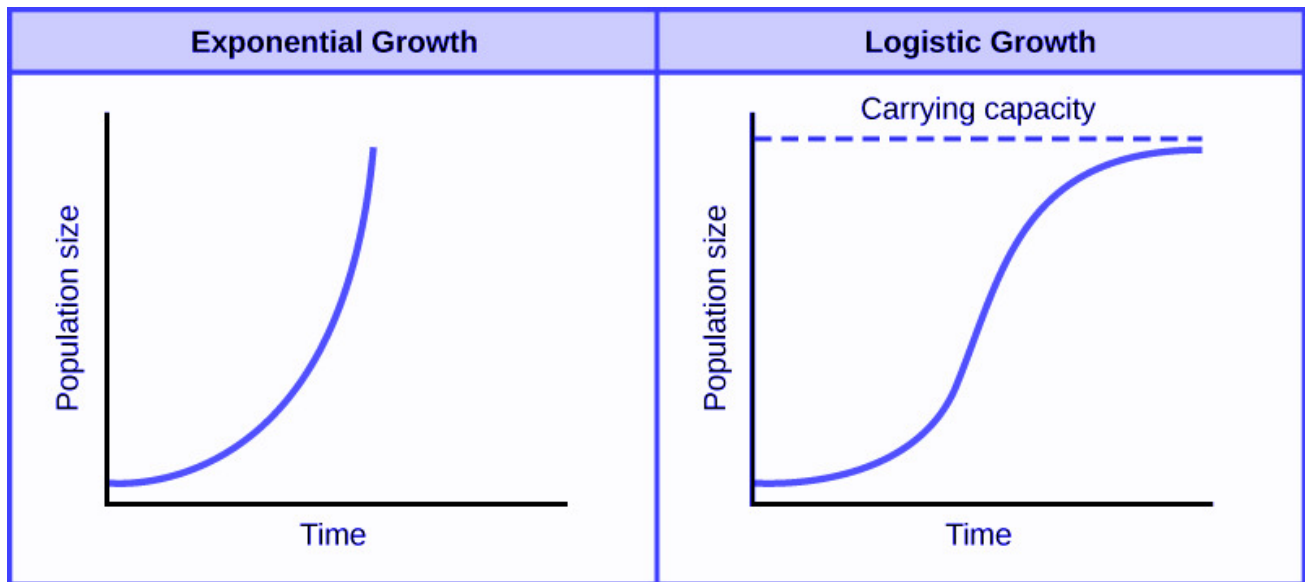 Exponential Growth
Logistic Growth
Population size
Time
Carrying capacity
Population size
Time